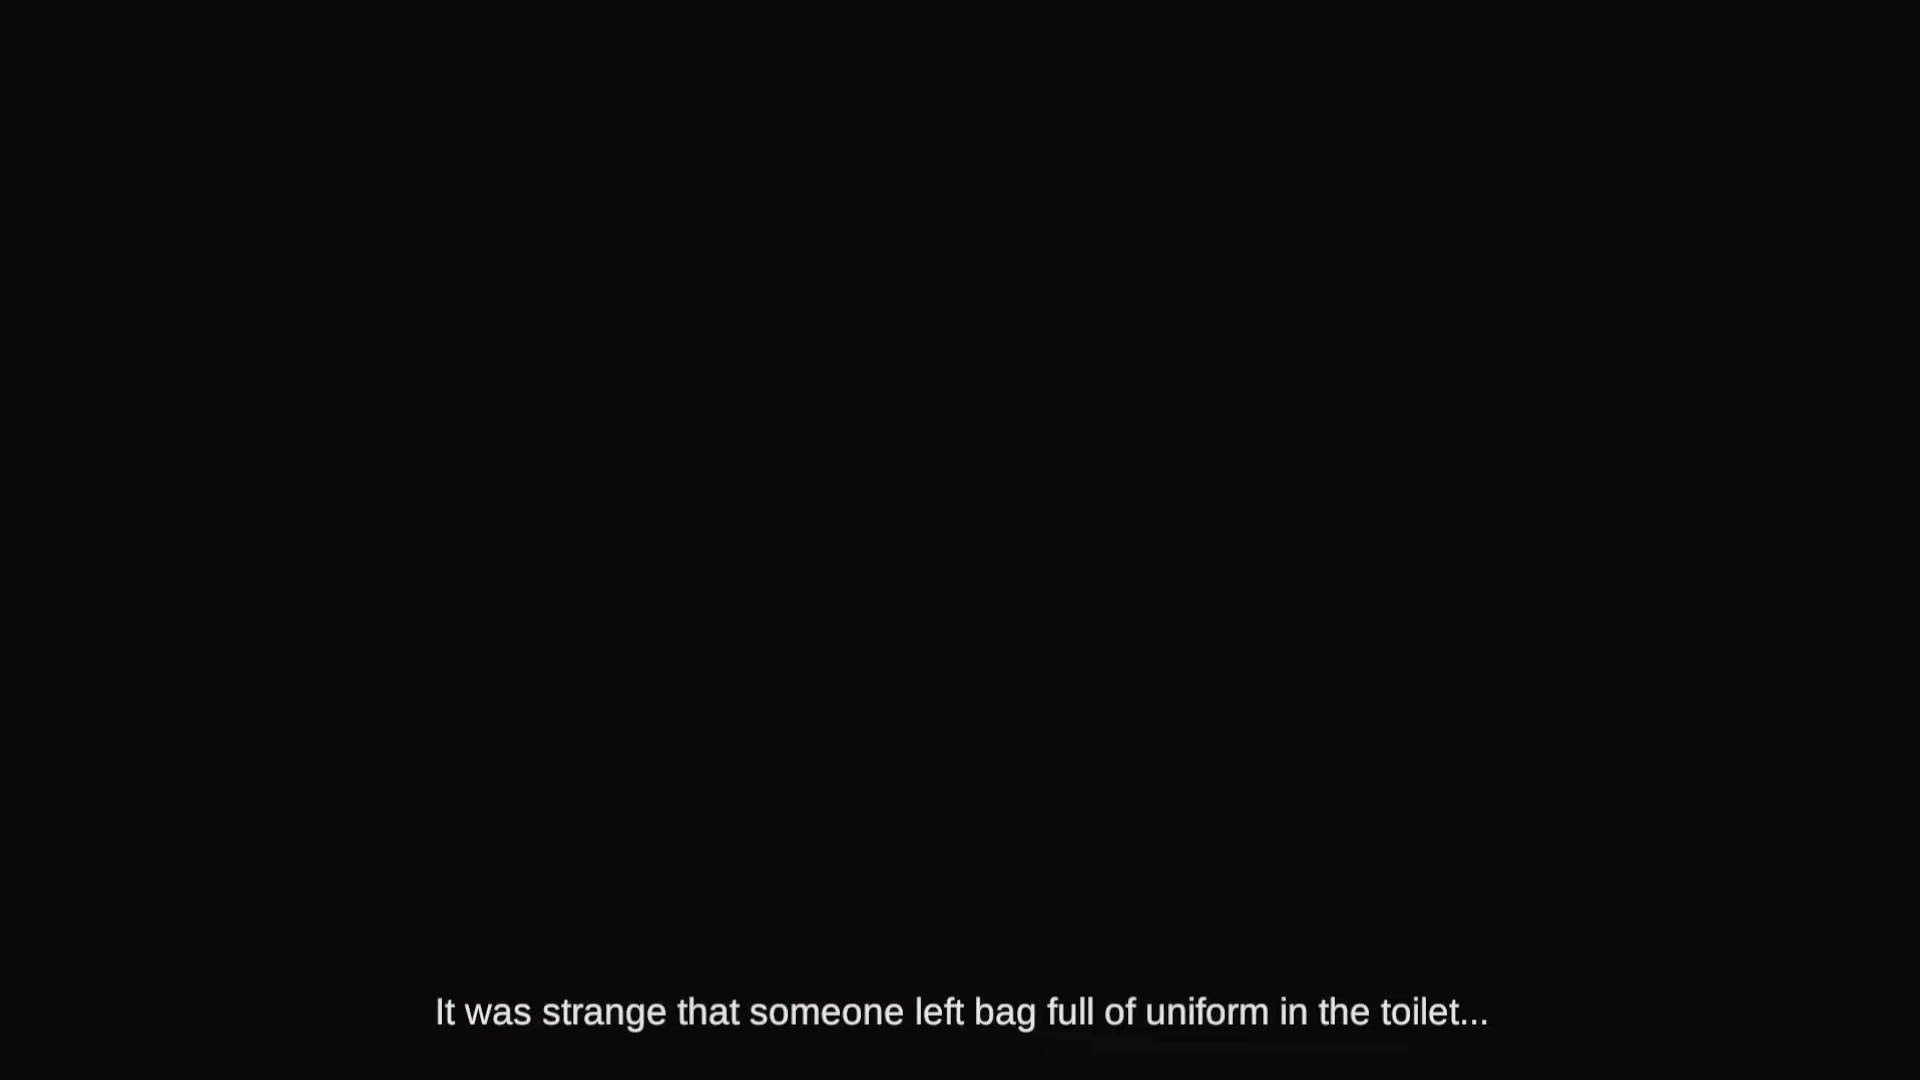 It was strange that someone left bag full of uniform in the toilet...